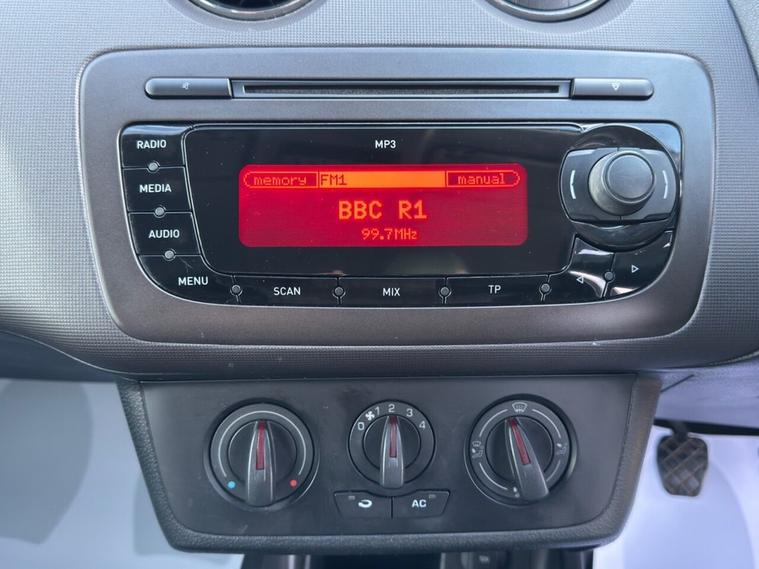 RADIO
MP3
MEDIA
memory FM1 manual
BBC R1
99.7MHz
AUDIO
MENU
SCAN
MIX
TP
0 1 2 3 4
AC